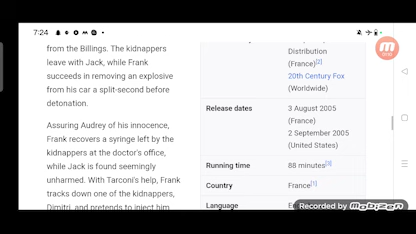 7:24
from the Billings. The kidnappers
leave with Jack, while Frank
succeeds in removing an explosive
from his car a split-second before
detonation.
Assuring Audrey of his innocence,
Frank recovers a syringe left by the
kidnappers at the doctor's office,
while Jack is found seemingly
unharmed. With Tarconi's help, Frank
tracks down one of the kidnappers,
Dimitri, and pretends to inject him
Distribution
(France)[2]
20th Century Fox
(Worldwide)
Release dates
3 August 2005
(France)
2 September 2005
(United States)
Running time
88 minutes[3]
Country
France[1]
Language
Recorded by mobizen